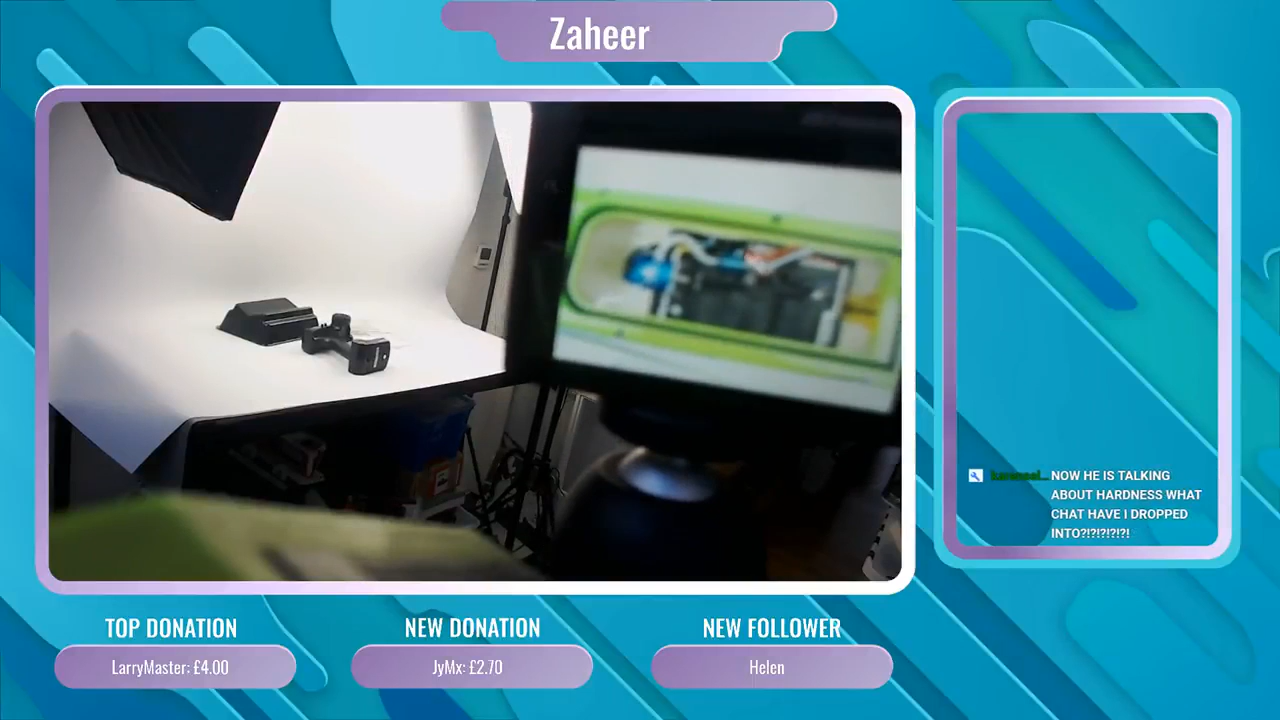 Zaheer
NOW HE IS TALKING
ABOUT HARDNESS WHAT
CHAT HAVE I DROPPED
INTO?!?!?!?!?!
TOP DONATION
NEW DONATION
NEW FOLLOWER
LarryMaster: £4.00
JyMx: £2.70
Helen